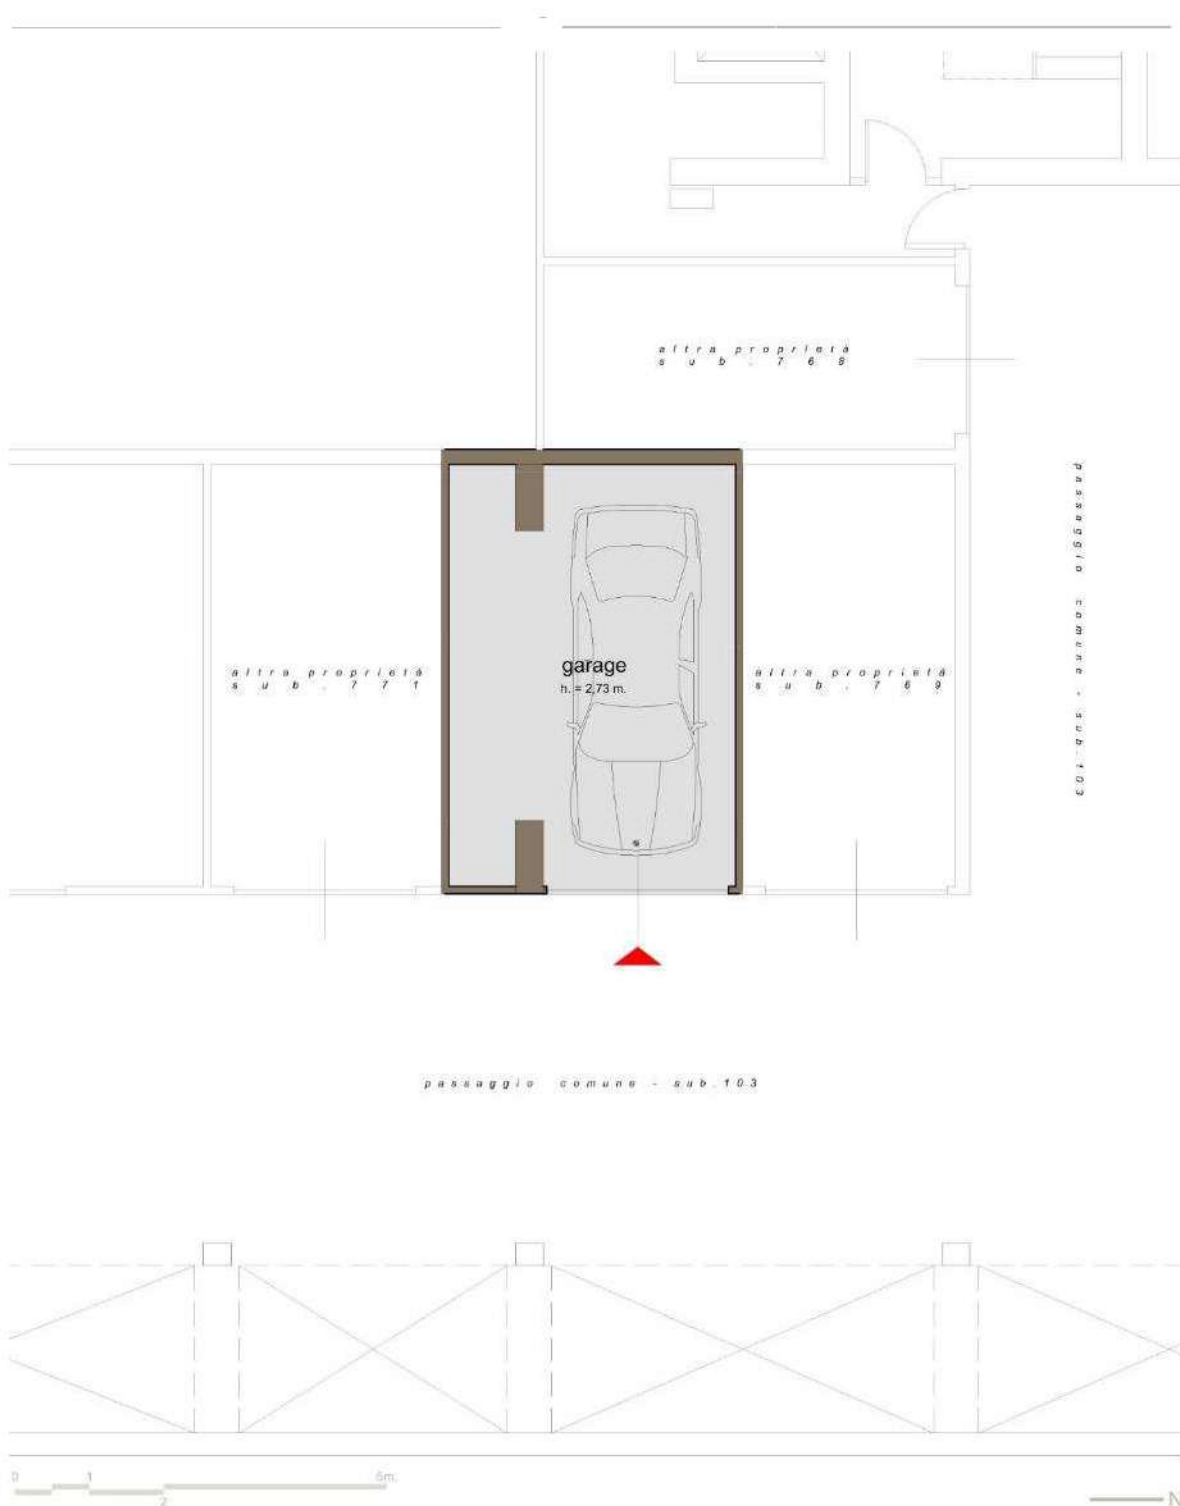 altra proprietà
sub. 768
passaggio comune - sub. 103
garage
h. = 2,73 m.
altra proprietà
sub. 771
altra proprietà
sub. 769
passaggio comune - sub. 103
0 1 5m.
2
N